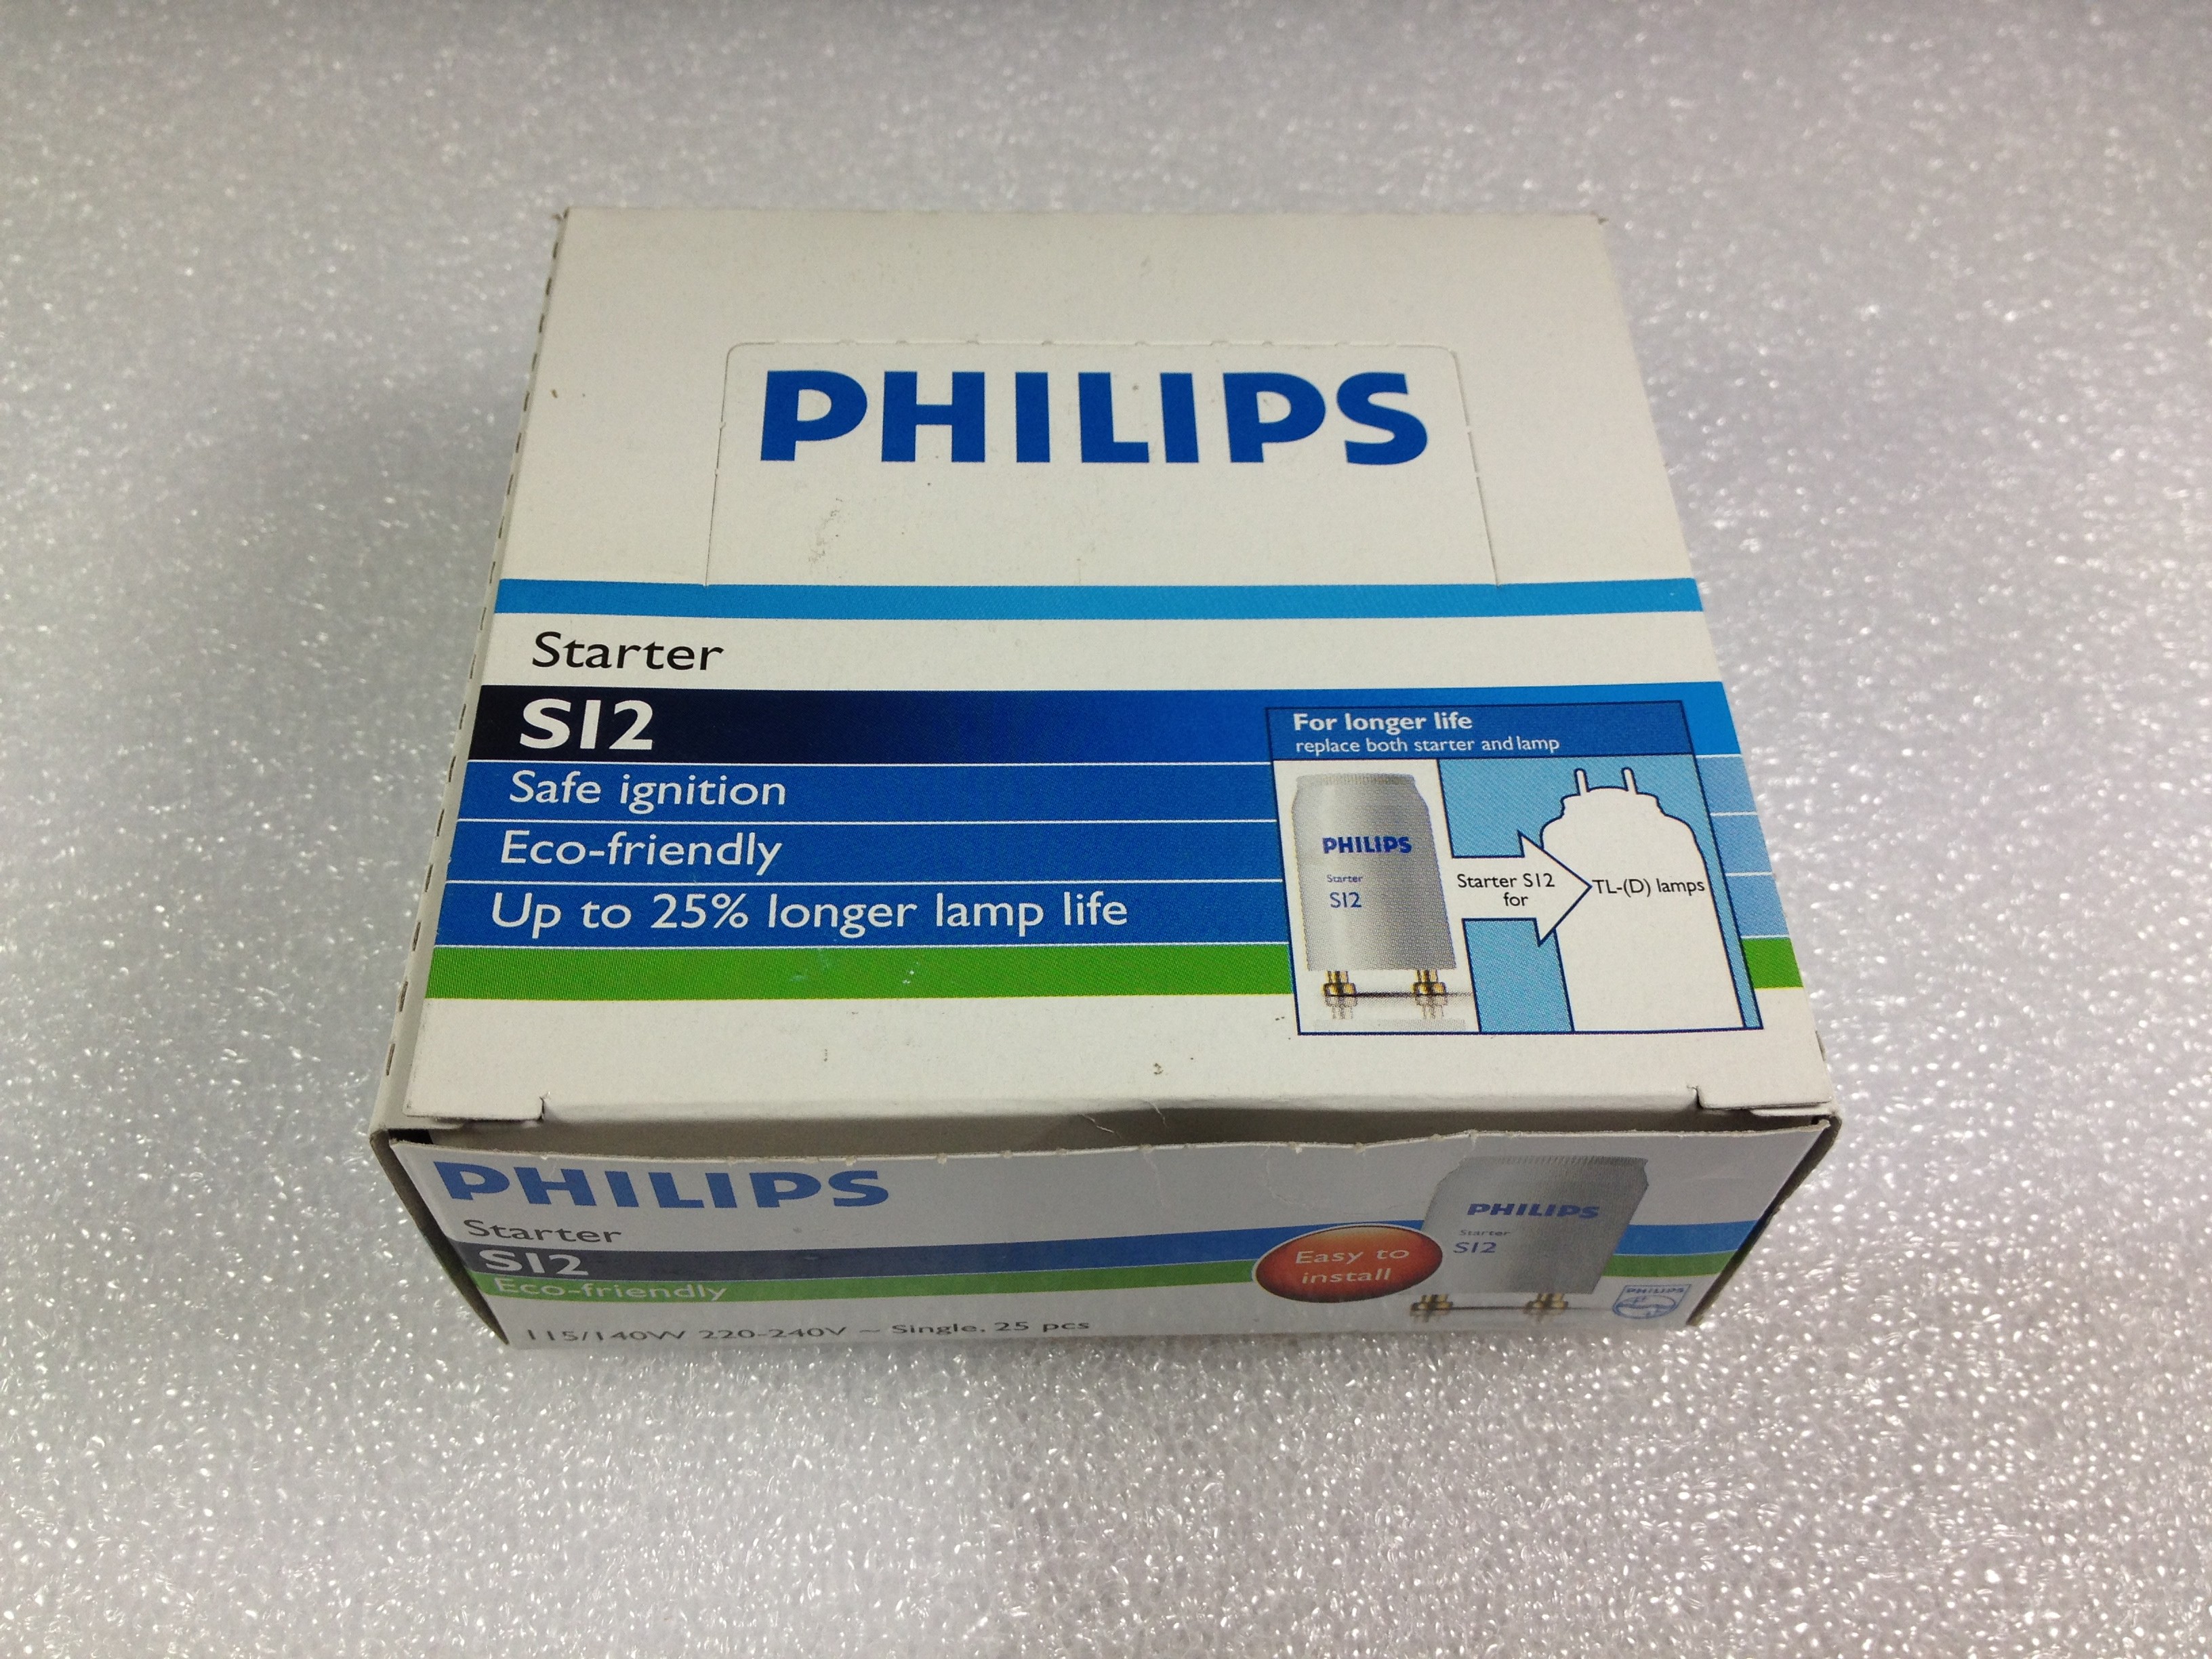 PHILIPS
Starter
S12
Safe ignition
Eco-friendly
Up to 25% longer lamp life
For longer life
replace both starter and lamp
PHILIPS
Starter
S12
Starter S12
for
TL-(D) lamps
PHILIPS
Starter
S12
Eco-friendly
115/140W 220-240V ~ Single, 25 pcs
Easy to
install
PHILIPS
Starter
S12
PHILIPS